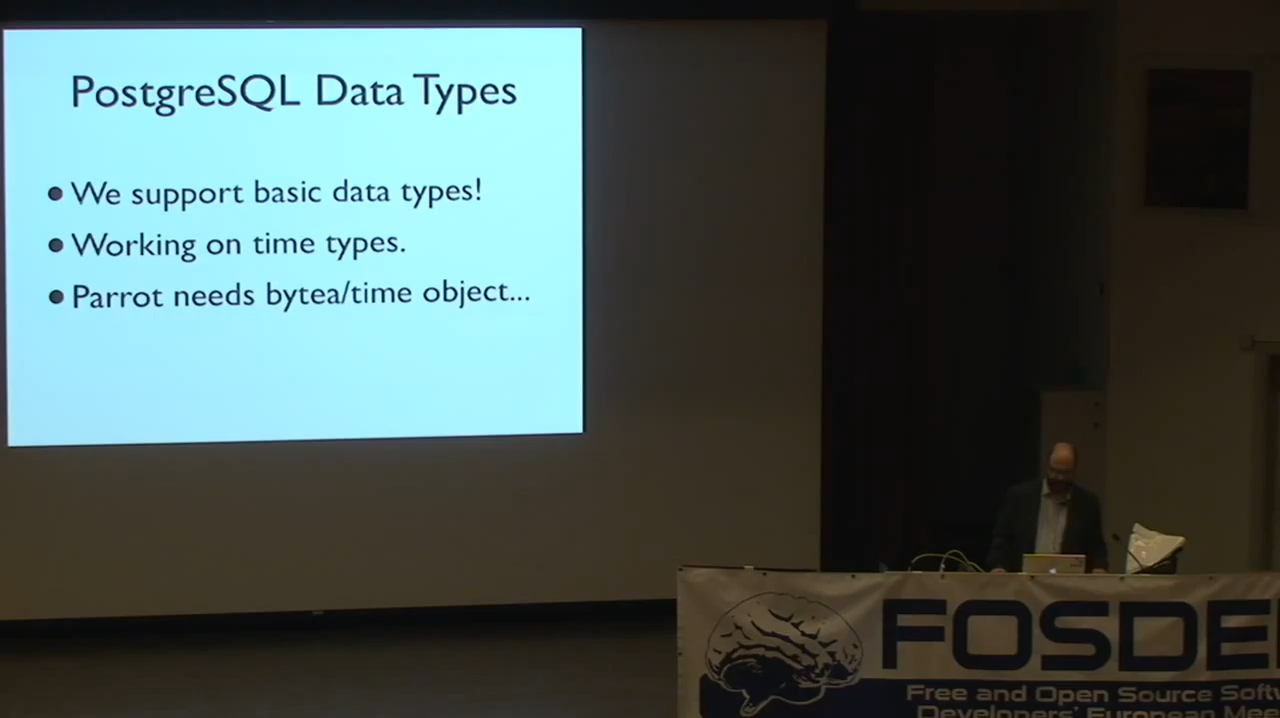 PostgreSQL Data Types
• We support basic data types!
• Working on time types.
• Parrot needs bytea/time object...
FOSDE
Free and Open Source Softw
Developers' European Mee